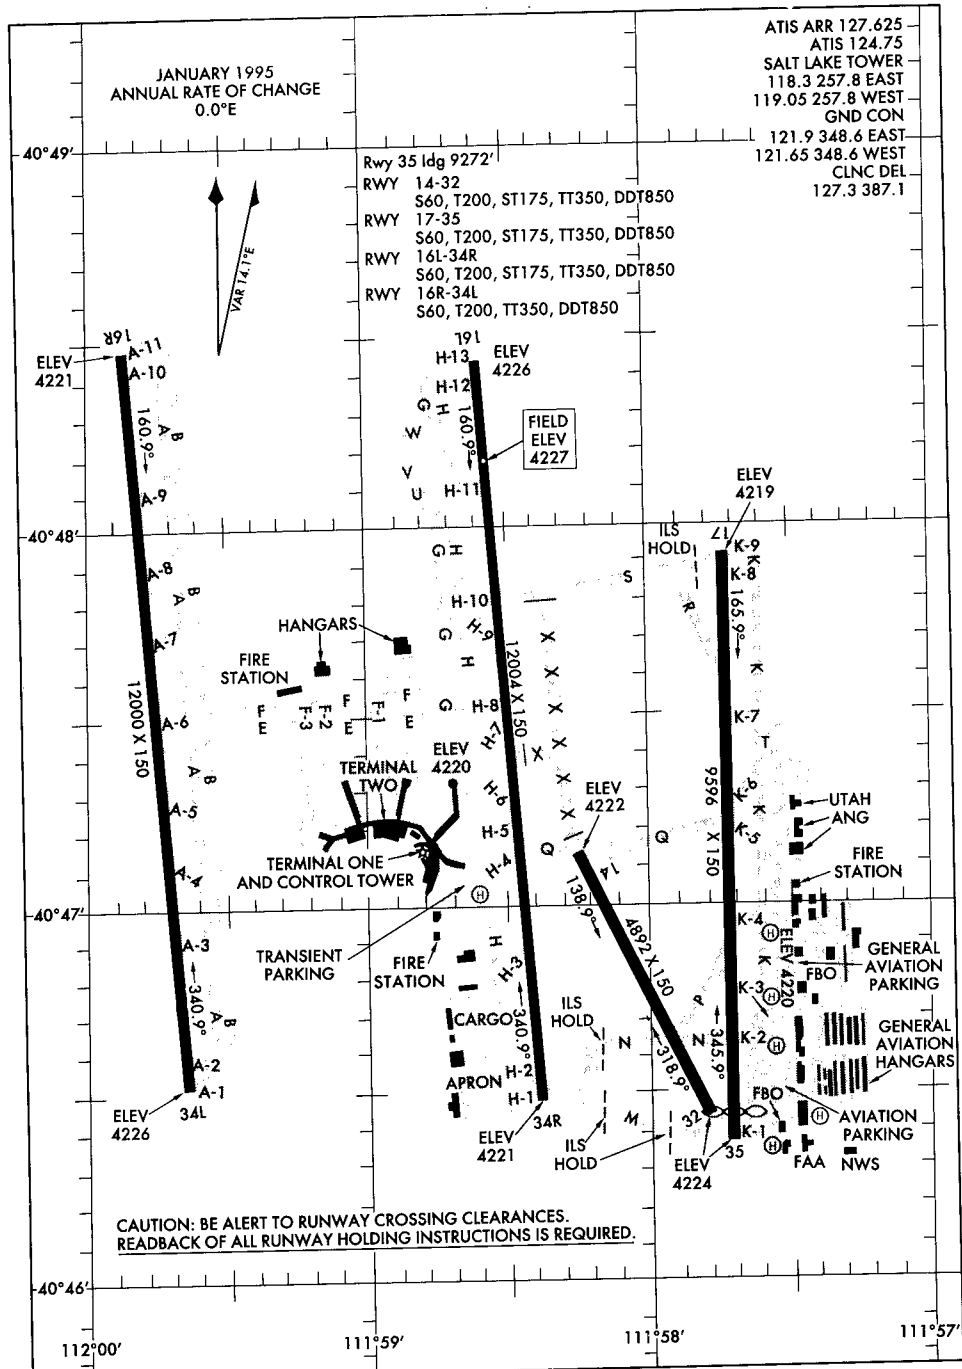 ATIS ARR 127.625
ATIS 124.75
SALT LAKE TOWER
118.3 257.8 EAST
119.05 257.8 WEST
GND CON
121.9 348.6 EAST
121.65 348.6 WEST
CLNC DEL
127.3 387.1
JANUARY 1995
ANNUAL RATE OF CHANGE
0.0°E
VAR 14.1°E
40°49'
Rwy 35 ldg 9272'
RWY 14-32
S60, T200, ST175, TT350, DDT850
RWY 17-35
S60, T200, ST175, TT350, DDT850
RWY 16L-34R
S60, T200, ST175, TT350, DDT850
RWY 16R-34L
S60, T200, TT350, DDT850
16R
ELEV
4221
A-11
A-10
160.9°
A
B
A-9
A-8
A
B
A-7
12000 X 150
A-6
A
B
A-5
A-4
A-3
340.9°
A
B
A-2
A-1
34L
ELEV
4226
16L
H-13
ELEV
4226
H-12
G
H
160.9°
W
V
U
FIELD
ELEV
4227
H-11
G
H
H-10
H-9
G
H
12004 X 150
G
H-8
H-7
H-6
H-5
H-4
H
H
H-3
340.9°
H-2
H-1
34R
ELEV
4221
X
X
X
X
X
X
X
X
40°48'
HANGARS
FIRE
STATION
F
E
F-3
F-2
F
E
F-1
F
E
TERMINAL
TWO
ELEV
4220
TERMINAL ONE
AND CONTROL TOWER
TRANSIENT
PARKING
FIRE
STATION
CARGO
APRON
ELEV
4219
ILS
HOLD
17
K-9
K
K-8
S
R
165.9°
K
K-7
T
9596 X 150
K-6
K
K-5
Q
Q
ELEV
4222
14
138.9°
4892 X 150
K-4
H
K
ELEV 4220
K-3
H
P
N
N
K-2
H
345.9°
318.9°
ILS
HOLD
ILS
HOLD
W
32
K-1
35
ELEV
4224
UTAH
ANG
FIRE
STATION
FBO
GENERAL
AVIATION
PARKING
GENERAL
AVIATION
HANGARS
FBO
H
AVIATION
PARKING
H
FAA
NWS
40°47'
CAUTION: BE ALERT TO RUNWAY CROSSING CLEARANCES.
READBACK OF ALL RUNWAY HOLDING INSTRUCTIONS IS REQUIRED.
40°46'
112°00'
111°59'
111°58'
111°57'